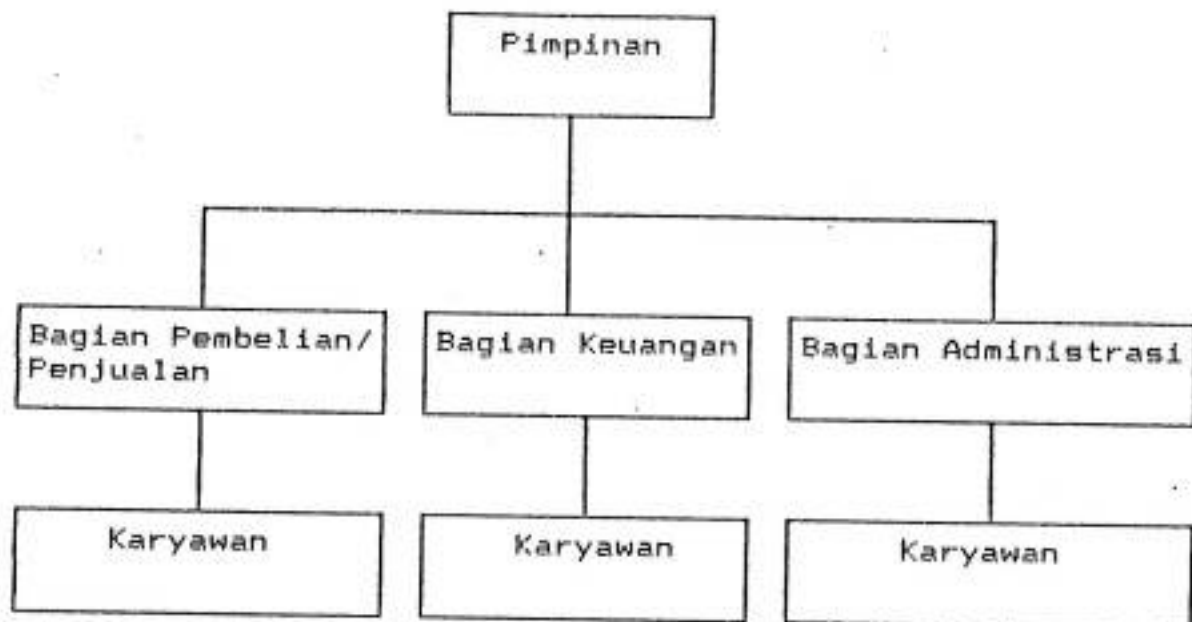 Pimpinan
Bagian Pembelian/
Penjualan
Bagian Keuangan
Bagian Administrasi
Karyawan
Karyawan
Karyawan